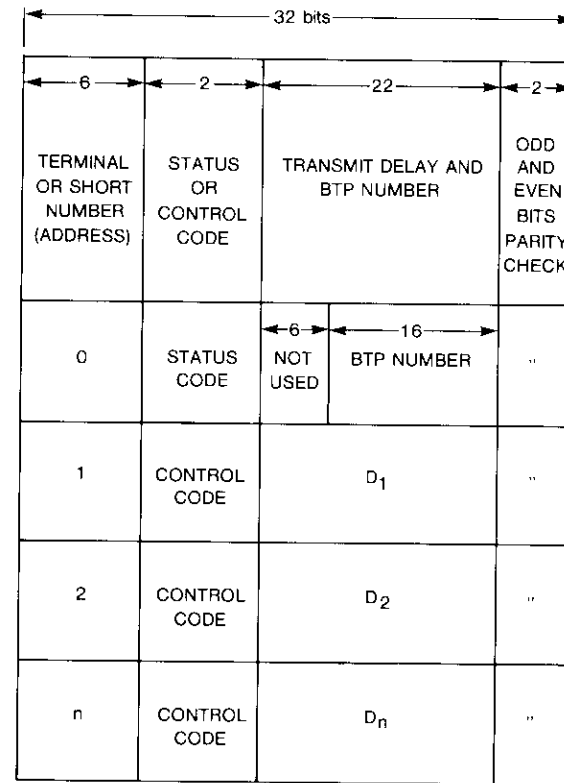 32 bits
6
2
22
2
TERMINAL
OR SHORT
NUMBER
(ADDRESS)
STATUS
OR
CONTROL
CODE
TRANSMIT DELAY AND
BTP NUMBER
ODD
AND
EVEN
BITS
PARITY
CHECK
0
STATUS
CODE
6
NOT
USED
16
BTP NUMBER
"
1
CONTROL
CODE
D1
"
2
CONTROL
CODE
D2
"
n
CONTROL
CODE
Dn
"